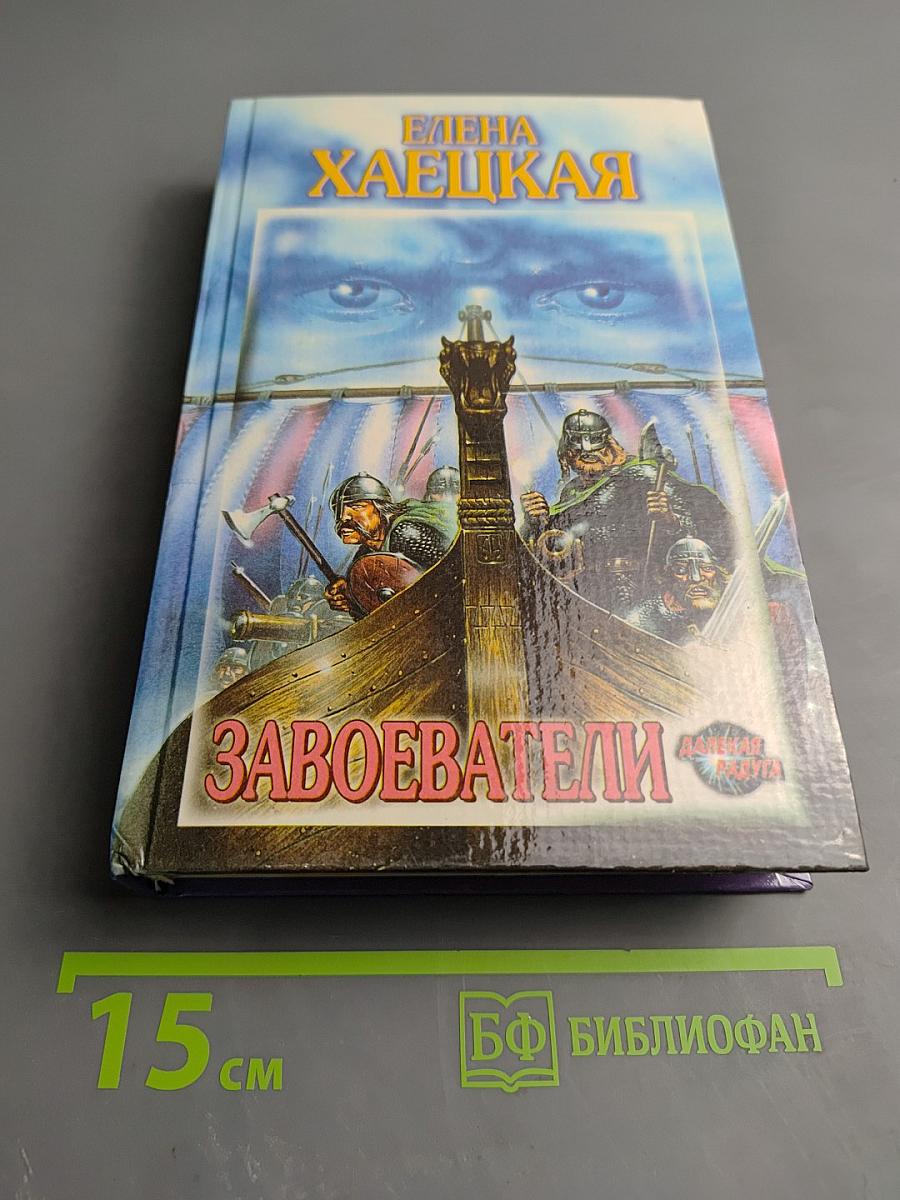 ЕЛЕНА
ХАЕЦКАЯ
ЗАВОЕВАТЕЛИ
ДАЛЕКАЯ
РАДУГА
15 см
БФ БИБЛИОФАН